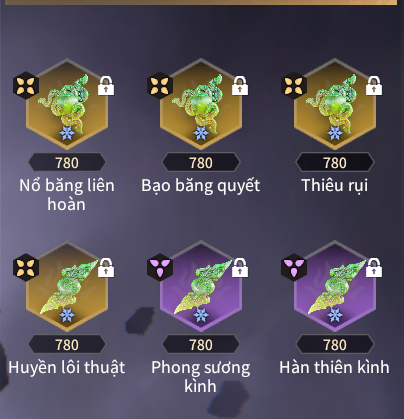 780 780 780
Nổ băng liên Bạo băng quyết Thiêu rụi
hoàn
780 780 780
Huyền lôi thuật Phong sương Hàn thiên kình
kình